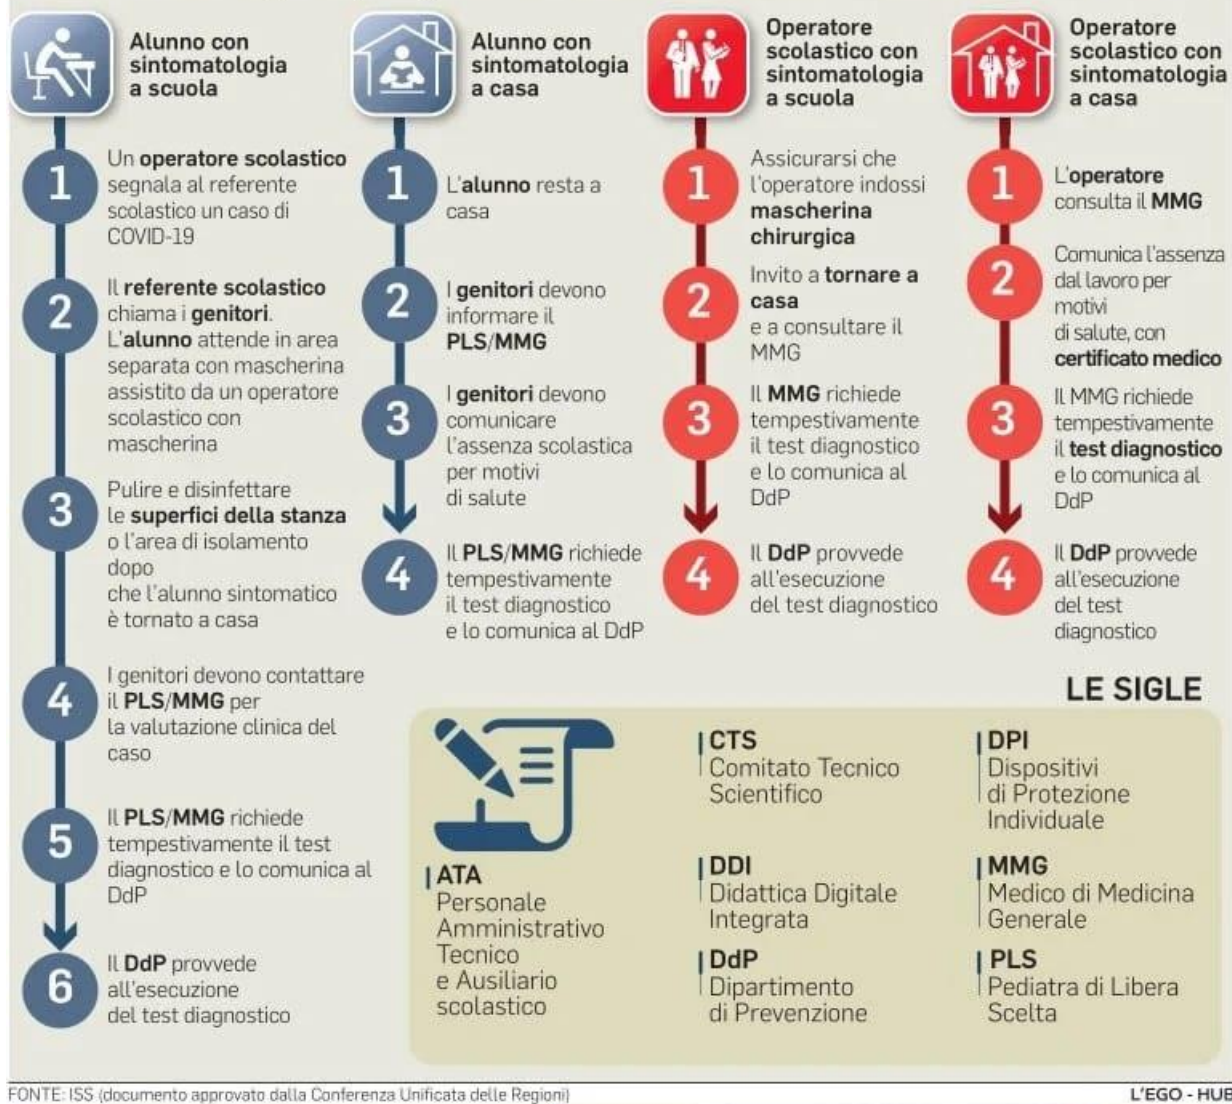 Alunno con
sintomatologia
a scuola
1
Un operatore scolastico
segnala al referente
scolastico un caso di
COVID-19
2
Il referente scolastico
chiama i genitori.
L'alunno attende in area
separata con mascherina
assistito da un operatore
scolastico con
mascherina
3
Pulire e disinfettare
le superfici della stanza
o l'area di isolamento
dopo
che l'alunno sintomatico
è tornato a casa
4
I genitori devono contattare
il PLS/MMG per
la valutazione clinica del
caso
5
Il PLS/MMG richiede
tempestivamente il test
diagnostico e lo comunica al
DdP
6
Il DdP provvede
all'esecuzione
del test diagnostico
Alunno con
sintomatologia
a casa
1
L'alunno resta a
casa
2
I genitori devono
informare il
PLS/MMG
3
I genitori devono
comunicare
l'assenza scolastica
per motivi
di salute
4
Il PLS/MMG richiede
tempestivamente
il test diagnostico
e lo comunica al DdP
Operatore
scolastico con
sintomatologia
a scuola
1
Assicurarsi che
l'operatore indossi
mascherina
chirurgica
2
Invito a tornare a
casa
e a consultare il
MMG
3
Il MMG richiede
tempestivamente
il test diagnostico
e lo comunica al
DdP
4
Il DdP provvede
all'esecuzione
del test diagnostico
Operatore
scolastico con
sintomatologia
a casa
1
L'operatore
consulta il MMG
2
Comunica l'assenza
dal lavoro per
motivi
di salute, con
certificato medico
3
Il MMG richiede
tempestivamente
il test diagnostico
e lo comunica al
DdP
4
Il DdP provvede
all'esecuzione
del test
diagnostico
LE SIGLE
ATA
Personale
Amministrativo
Tecnico
e Ausiliario
scolastico
CTS
Comitato Tecnico
Scientifico
DDI
Didattica Digitale
Integrata
DdP
Dipartimento
di Prevenzione
DPI
Dispositivi
di Protezione
Individuale
MMG
Medico di Medicina
Generale
PLS
Pediatra di Libera
Scelta
FONTE: ISS (documento approvato dalla Conferenza Unificata delle Regioni)
L'EGO - HUB